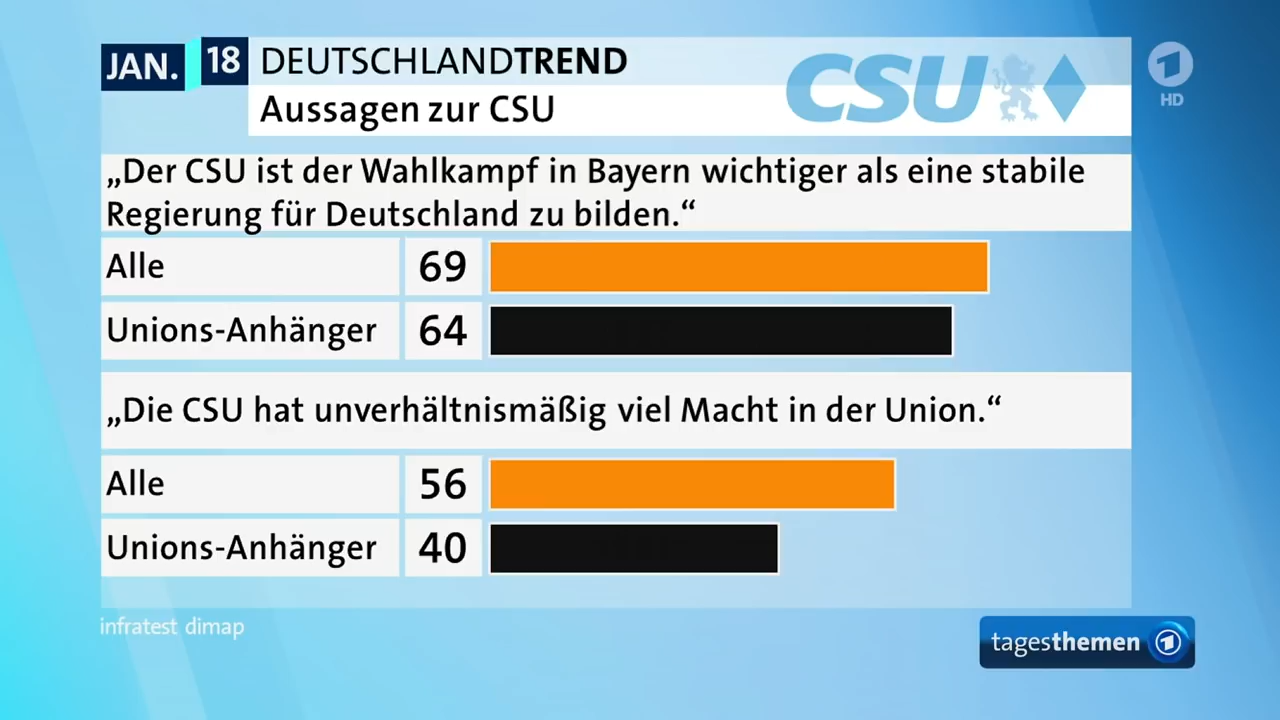 JAN. 18 DEUTSCHLANDTREND
Aussagen zur CSU
CSU
1
HD
„Der CSU ist der Wahlkampf in Bayern wichtiger als eine stabile
Regierung für Deutschland zu bilden.“
Alle 69
Unions-Anhänger 64
„Die CSU hat unverhältnismäßig viel Macht in der Union.“
Alle 56
Unions-Anhänger 40
infratest dimap
tagesthemen 1